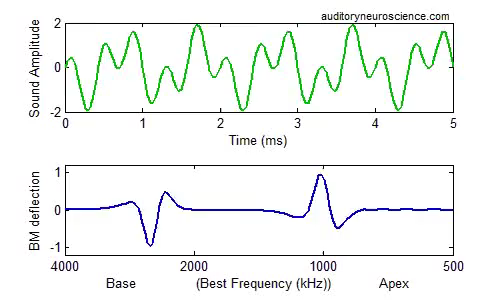 auditoryneuroscience.com
2
0
-2
Sound Amplitude
0 1 2 3 4 5
Time (ms)
1
0
-1
BM deflection
4000 2000 1000 500
Base (Best Frequency (kHz)) Apex